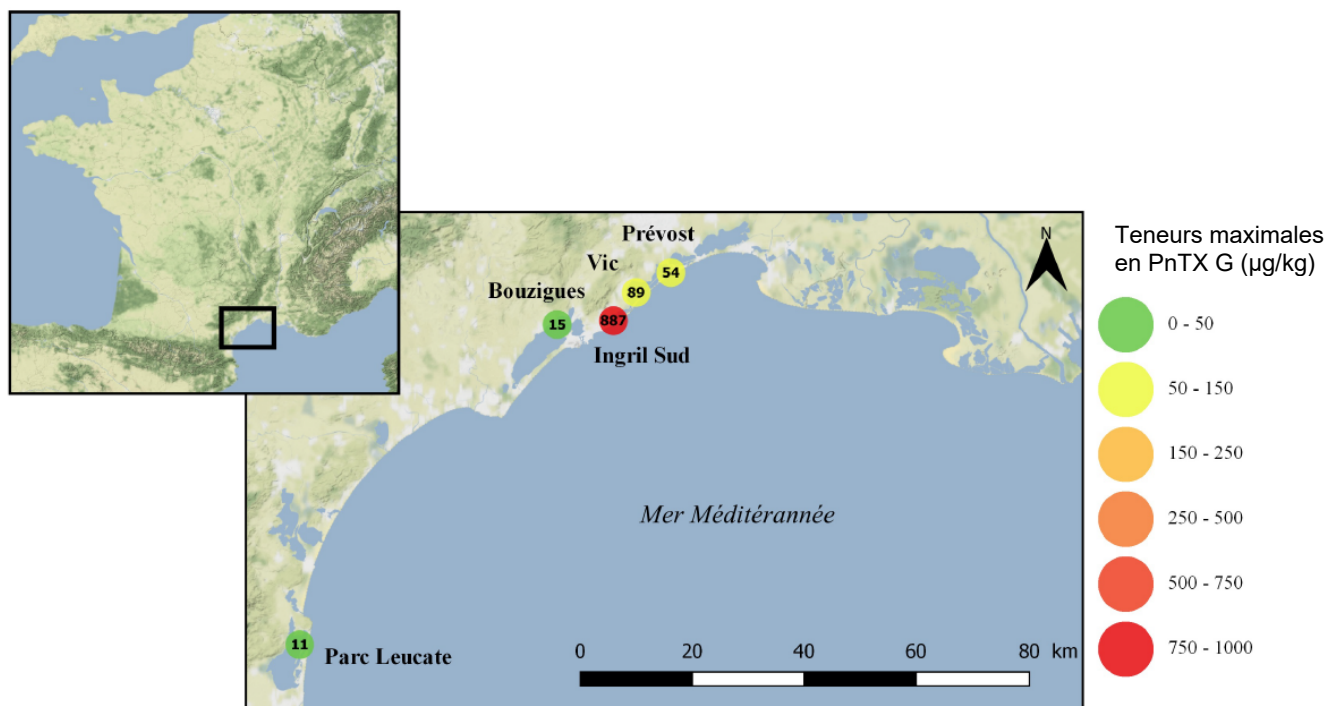 Prévost
54
Vic
89
Bouzigues
15
887
Ingril Sud
Mer Méditérannée
11
Parc Leucate
0 20 40 60 80 km
N
Teneurs maximales
en PnTX G (µg/kg)
0 - 50
50 - 150
150 - 250
250 - 500
500 - 750
750 - 1000